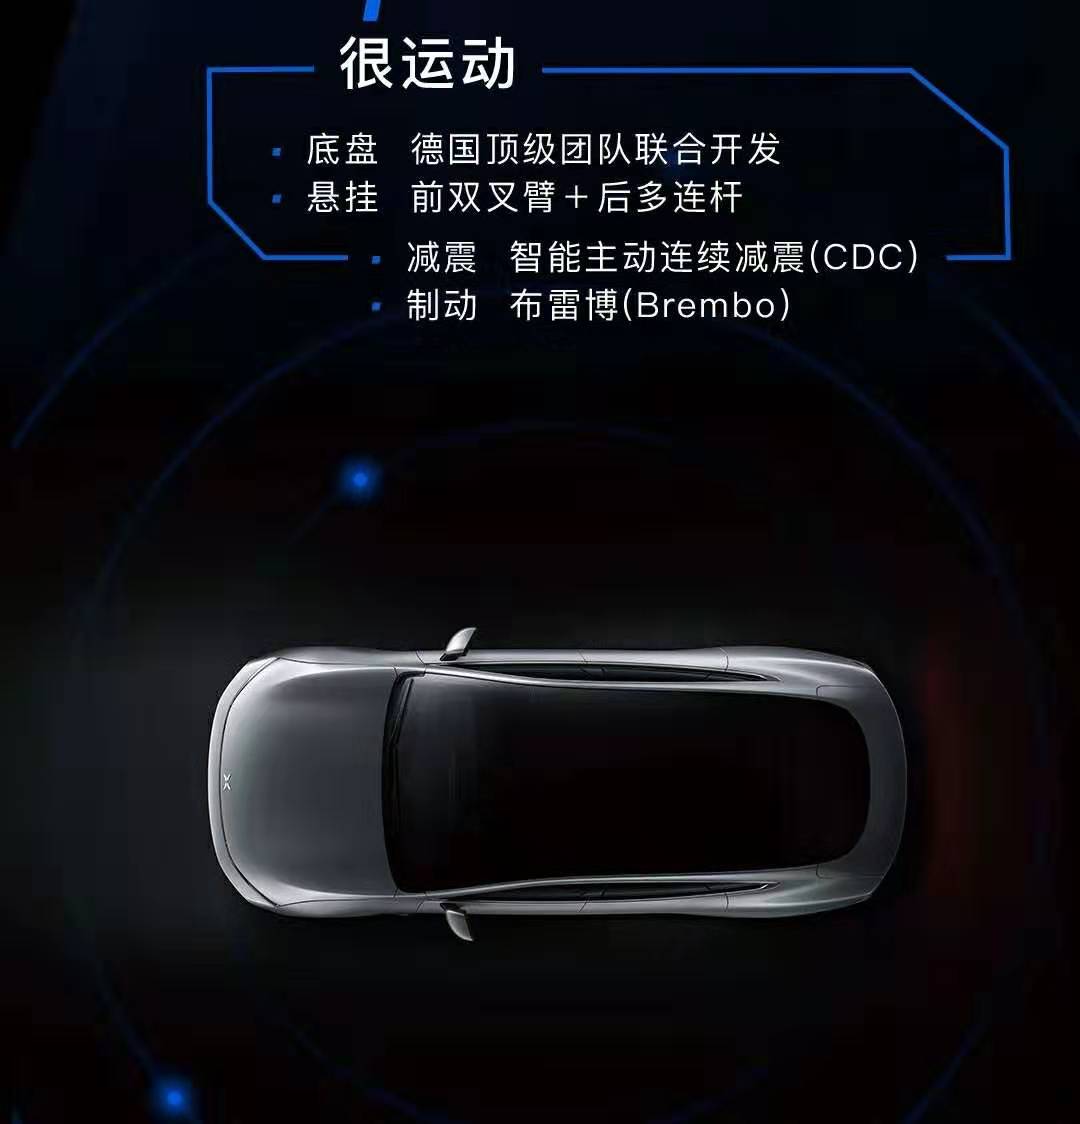 很运动
底盘 德国顶级团队联合开发
悬挂 前双叉臂+后多连杆
减震 智能主动连续减震(CDC)
制动 布雷博(Brembo)